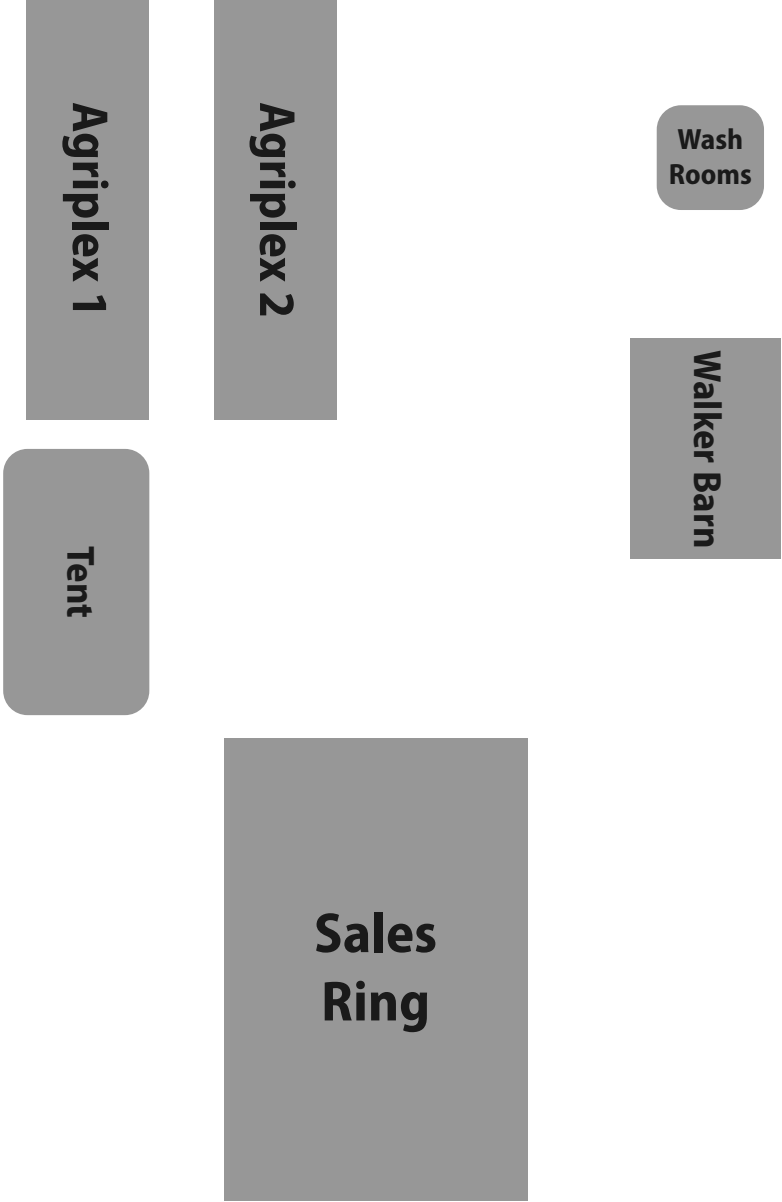 Agriplex 1
Agriplex 2
Wash
Rooms
Walker Barn
Tent
Sales
Ring